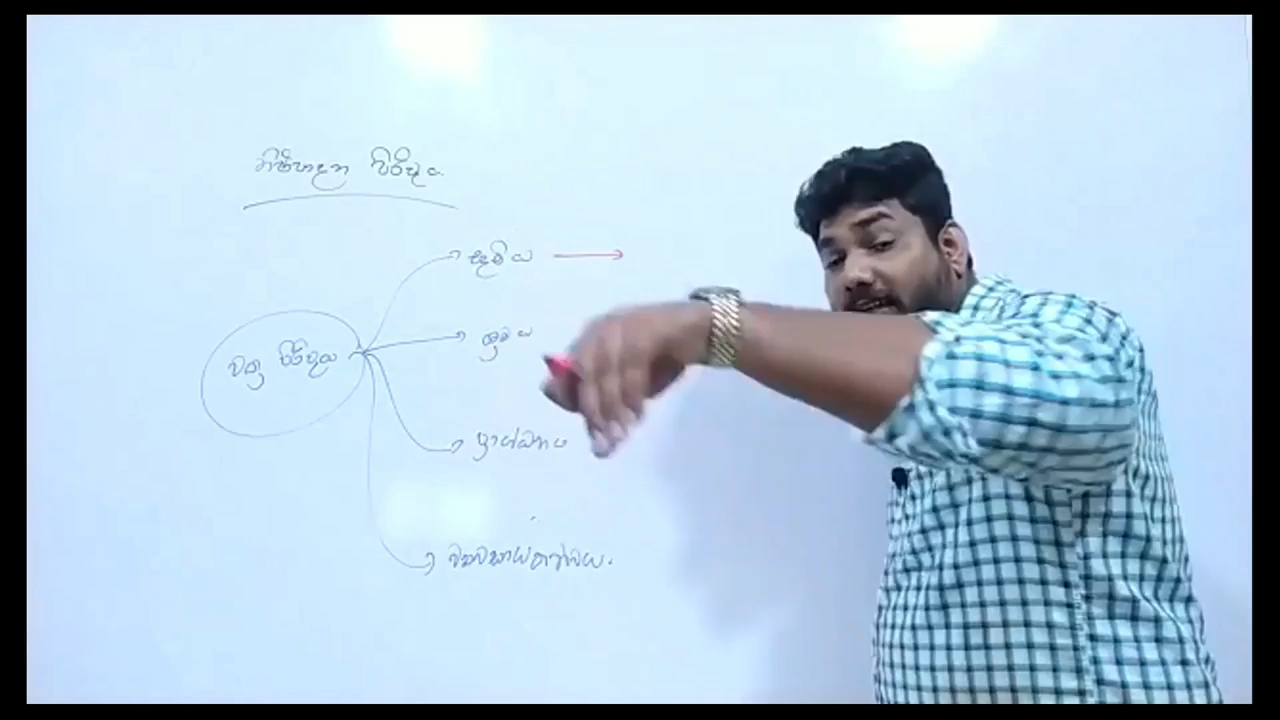 නිෂ්පාදන පිරිවැය
භූමිය
ශ්‍රමය
පිරිවැය
ප්‍රාග්ධනය
ව්‍යවසායකත්වය.